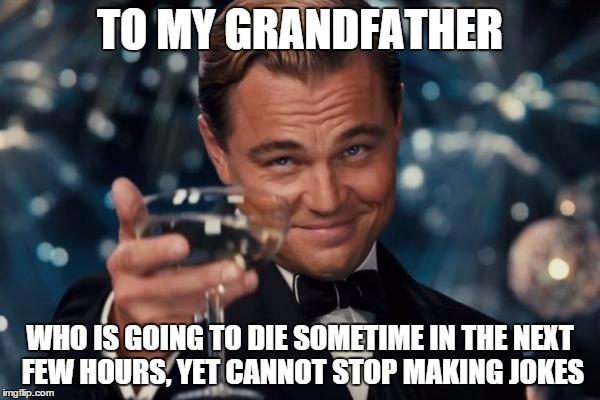 TO MY GRANDFATHER
WHO IS GOING TO DIE SOMETIME IN THE NEXT
FEW HOURS, YET CANNOT STOP MAKING JOKES
imgflip.com